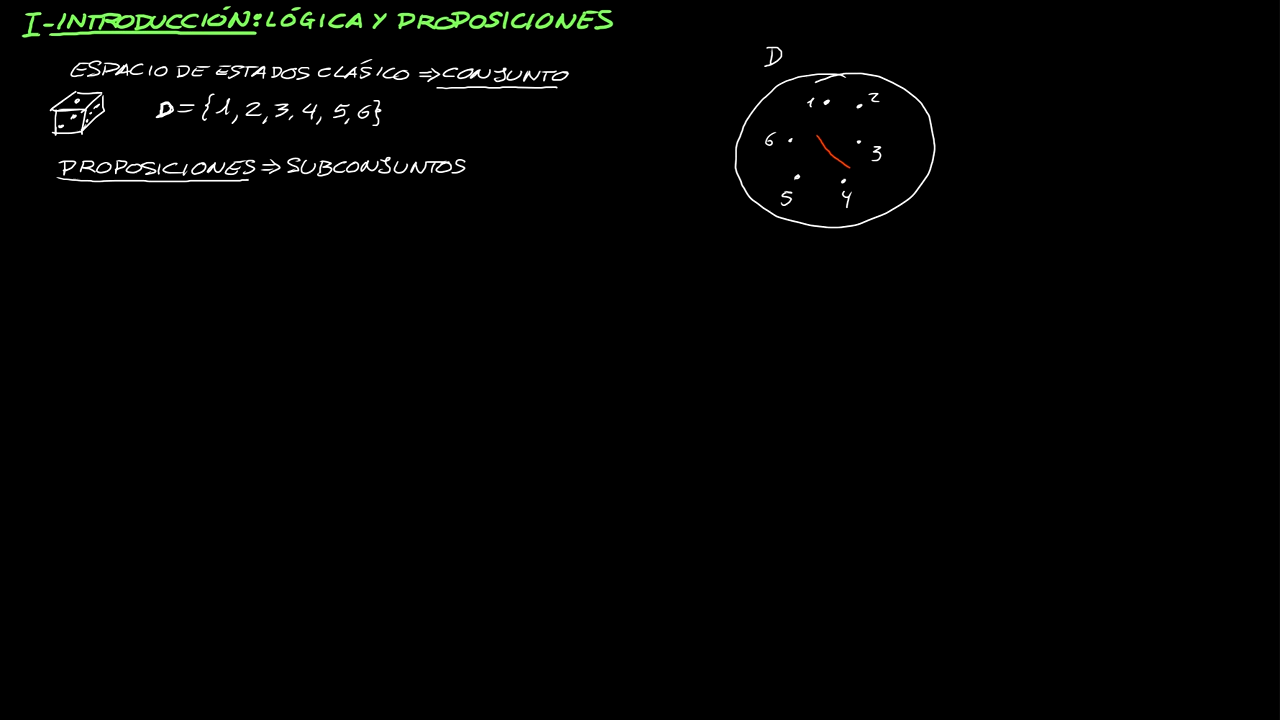 I-INTRODUCCIÓN: LÓGICA Y PROPOSICIONES
ESPACIO DE ESTADOS CLÁSICO ⇒ CONJUNTO
D = {1, 2, 3, 4, 5, 6}
PROPOSICIONES ⇒ SUBCONJUNTOS
D
1 2
6 3
5 4